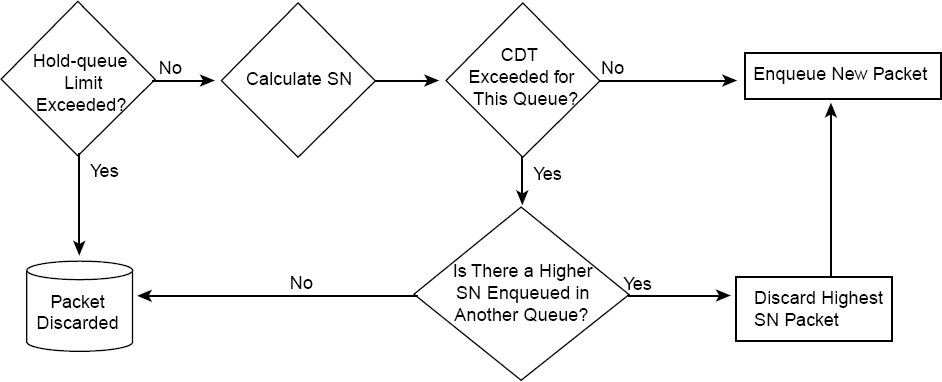 Hold-queue
Limit
Exceeded?
No
Calculate SN
CDT
Exceeded for
This Queue?
No
Enqueue New Packet
Yes
Yes
Packet
Discarded
No
Is There a Higher
SN Enqueued in
Another Queue?
Yes
Discard Highest
SN Packet